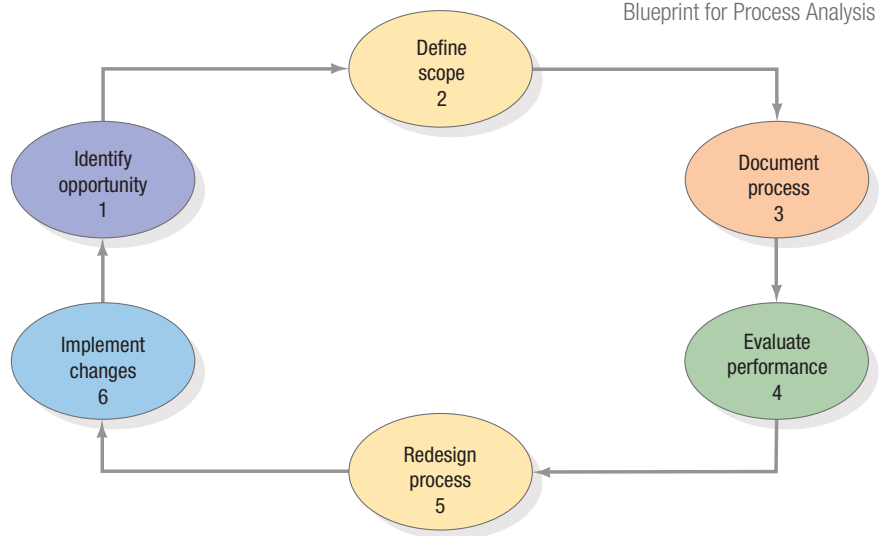 Blueprint for Process Analysis
Define
scope
2
Identify
opportunity
1
Document
process
3
Implement
changes
6
Evaluate
performance
4
Redesign
process
5